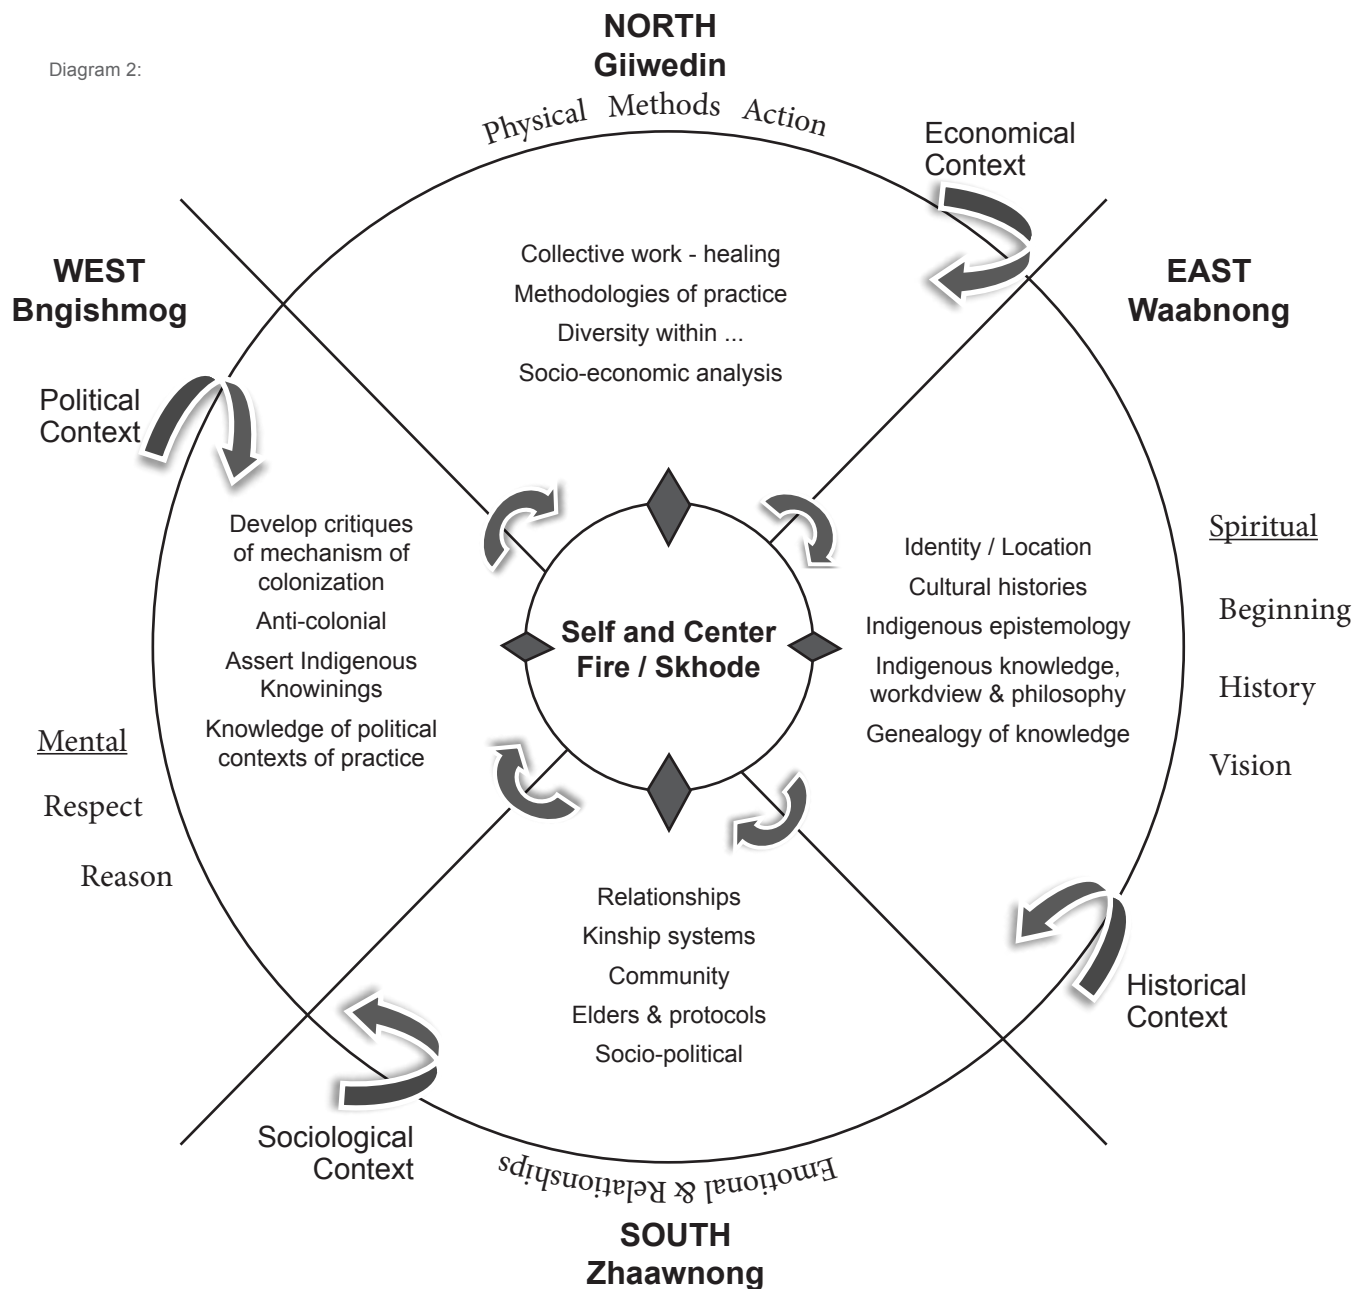 Diagram 2:
NORTH
Giiwedin
Physical Methods Action
Economical
Context
WEST
Bngishmog
EAST
Waabnong
Collective work - healing
Methodologies of practice
Diversity within ...
Socio-economic analysis
Political
Context
Develop critiques
of mechanism of
colonization
Anti-colonial
Assert Indigenous
Knowinings
Knowledge of political
contexts of practice
Self and Center
Fire / Skhode
Identity / Location
Cultural histories
Indigenous epistemology
Indigenous knowledge,
workdview & philosophy
Genealogy of knowledge
Spiritual
Beginning
History
Vision
Mental
Respect
Reason
Relationships
Kinship systems
Community
Elders & protocols
Socio-political
Historical
Context
Sociological
Context
Emotional & Relationships
SOUTH
Zhaawnong